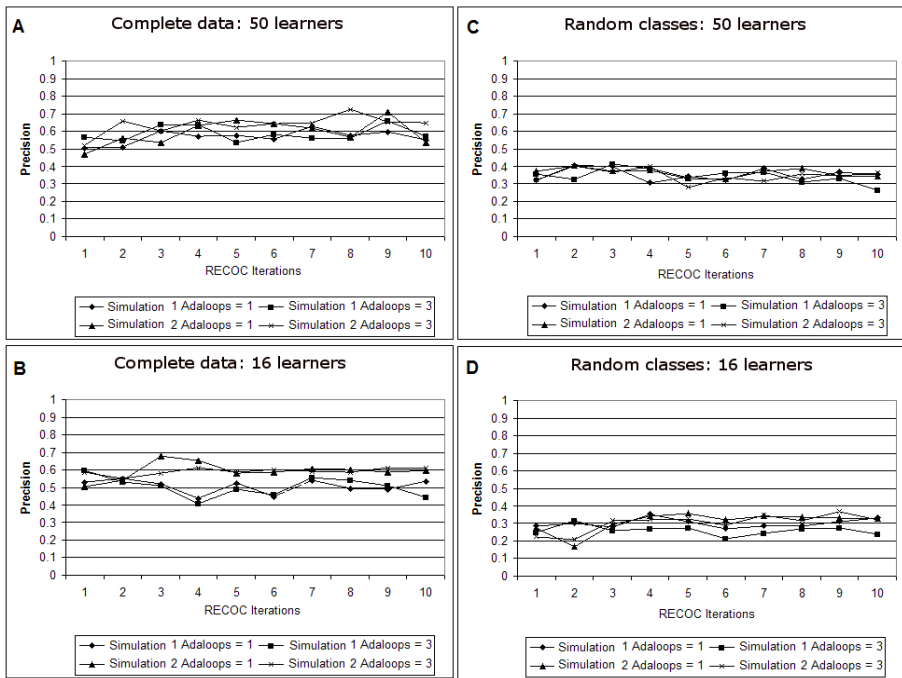 A
Complete data: 50 learners
1
0.9
0.8
0.7
0.6
0.5
0.4
0.3
0.2
0.1
0
Precision
1 2 3 4 5 6 7 8 9 10
RECOC Iterations
Simulation 1 Adaloops = 1 Simulation 1 Adaloops = 3
Simulation 2 Adaloops = 1 Simulation 2 Adaloops = 3
C
Random classes: 50 learners
1
0.9
0.8
0.7
0.6
0.5
0.4
0.3
0.2
0.1
0
Precision
1 2 3 4 5 6 7 8 9 10
RECOC Iterations
Simulation 1 Adaloops = 1 Simulation 1 Adaloops = 3
Simulation 2 Adaloops = 1 Simulation 2 Adaloops = 3
B
Complete data: 16 learners
1
0.9
0.8
0.7
0.6
0.5
0.4
0.3
0.2
0.1
0
Precision
1 2 3 4 5 6 7 8 9 10
RECOC Iterations
Simulation 1 Adaloops = 1 Simulation 1 Adaloops = 3
Simulation 2 Adaloops = 1 Simulation 2 Adaloops = 3
D
Random classes: 16 learners
1
0.9
0.8
0.7
0.6
0.5
0.4
0.3
0.2
0.1
0
Precision
1 2 3 4 5 6 7 8 9 10
RECOC Iterations
Simulation 1 Adaloops = 1 Simulation 1 Adaloops = 3
Simulation 2 Adaloops = 1 Simulation 2 Adaloops = 3